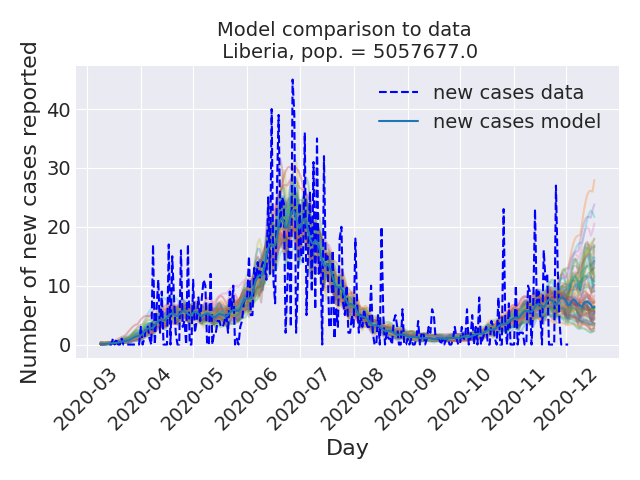 Model comparison to data
Liberia, pop. = 5057677.0
Number of new cases reported
40
30
20
10
0
new cases data
new cases model
2020-03
2020-04
2020-05
2020-06
2020-07
2020-08
2020-09
2020-10
2020-11
2020-12
Day